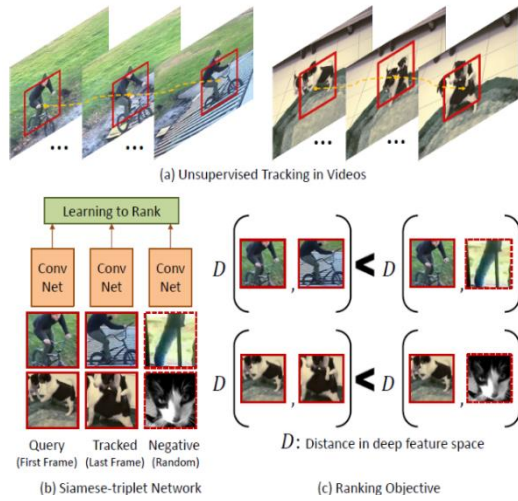 ...
...
...
...
(a) Unsupervised Tracking in Videos
Learning to Rank
Conv
Net
Conv
Net
Conv
Net
Query
(First Frame)
Tracked
(Last Frame)
Negative
(Random)
(b) Siamese-triplet Network
D ( , ) < D ( , )
D ( , ) < D ( , )
D: Distance in deep feature space
(c) Ranking Objective